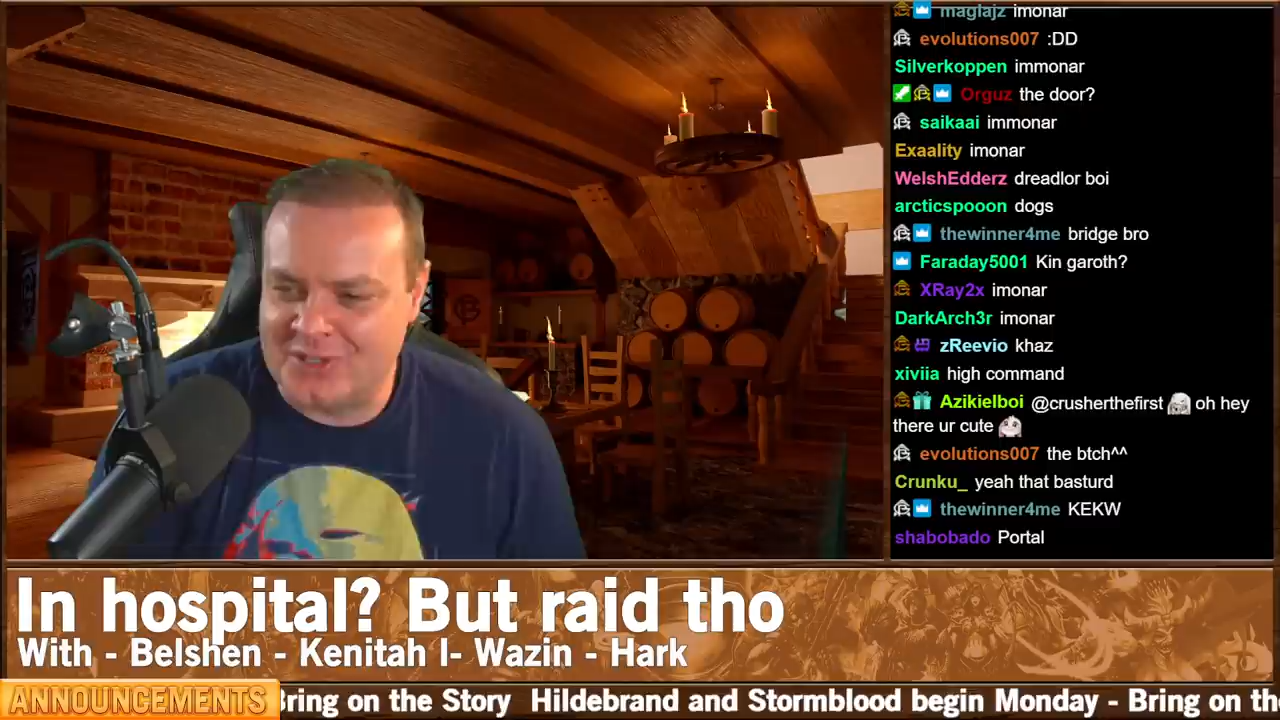 maglajz imonar
evolutions007 :DD
Silverkoppen immonar
Orguz the door?
saikaai immonar
Exaality imonar
WelshEdderz dreadlor boi
arcticspooon dogs
thewinner4me bridge bro
Faraday5001 Kin garoth?
XRay2x imonar
DarkArch3r imonar
zReevio khaz
xiviia high command
Azikielboi @crusherthefirst oh hey
there ur cute
evolutions007 the btch^^
Crunku_ yeah that basturd
thewinner4me KEKW
shabobado Portal
In hospital? But raid tho
With - Belshen - Kenitah I- Wazin - Hark
ANNOUNCEMENTS Bring on the Story Hildebrand and Stormblood begin Monday - Bring on th